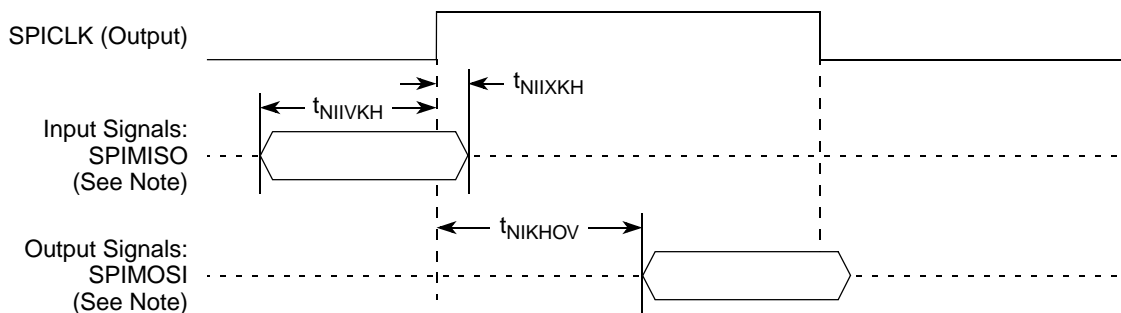 SPICLK (Output)
tNIIXKH
tNIIVKH
Input Signals:
SPIMISO
(See Note)
tNIKHOV
Output Signals:
SPIMOSI
(See Note)